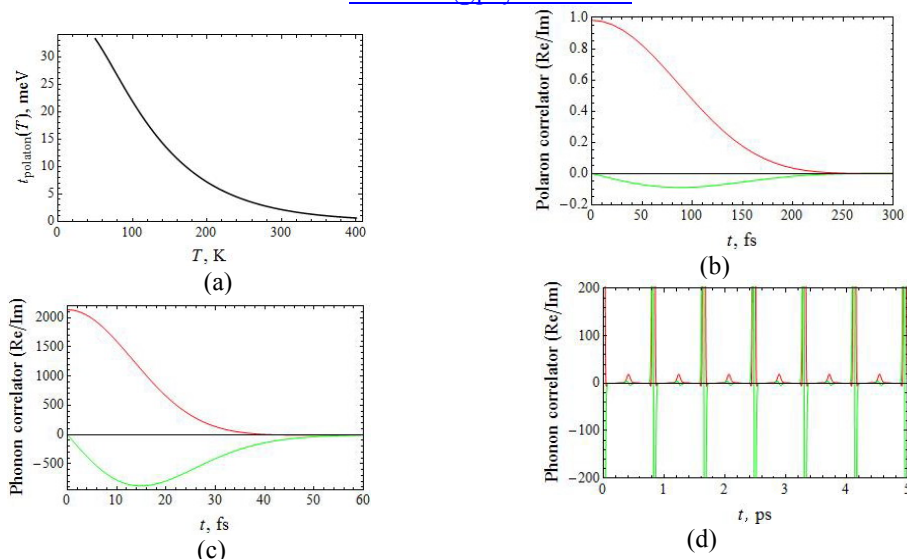 t_polaron(T), meV
30
25
20
15
10
5
0
0 100 200 300 400
T, K
(a)
Polaron correlator (Re/Im)
1.0
0.8
0.6
0.4
0.2
0.0
−0.2
0 50 100 150 200 250 300
t, fs
(b)
Phonon correlator (Re/Im)
2000
1500
1000
500
0
−500
0 10 20 30 40 50 60
t, fs
(c)
Phonon correlator (Re/Im)
200
100
0
−100
−200
0 1 2 3 4 5
t, ps
(d)